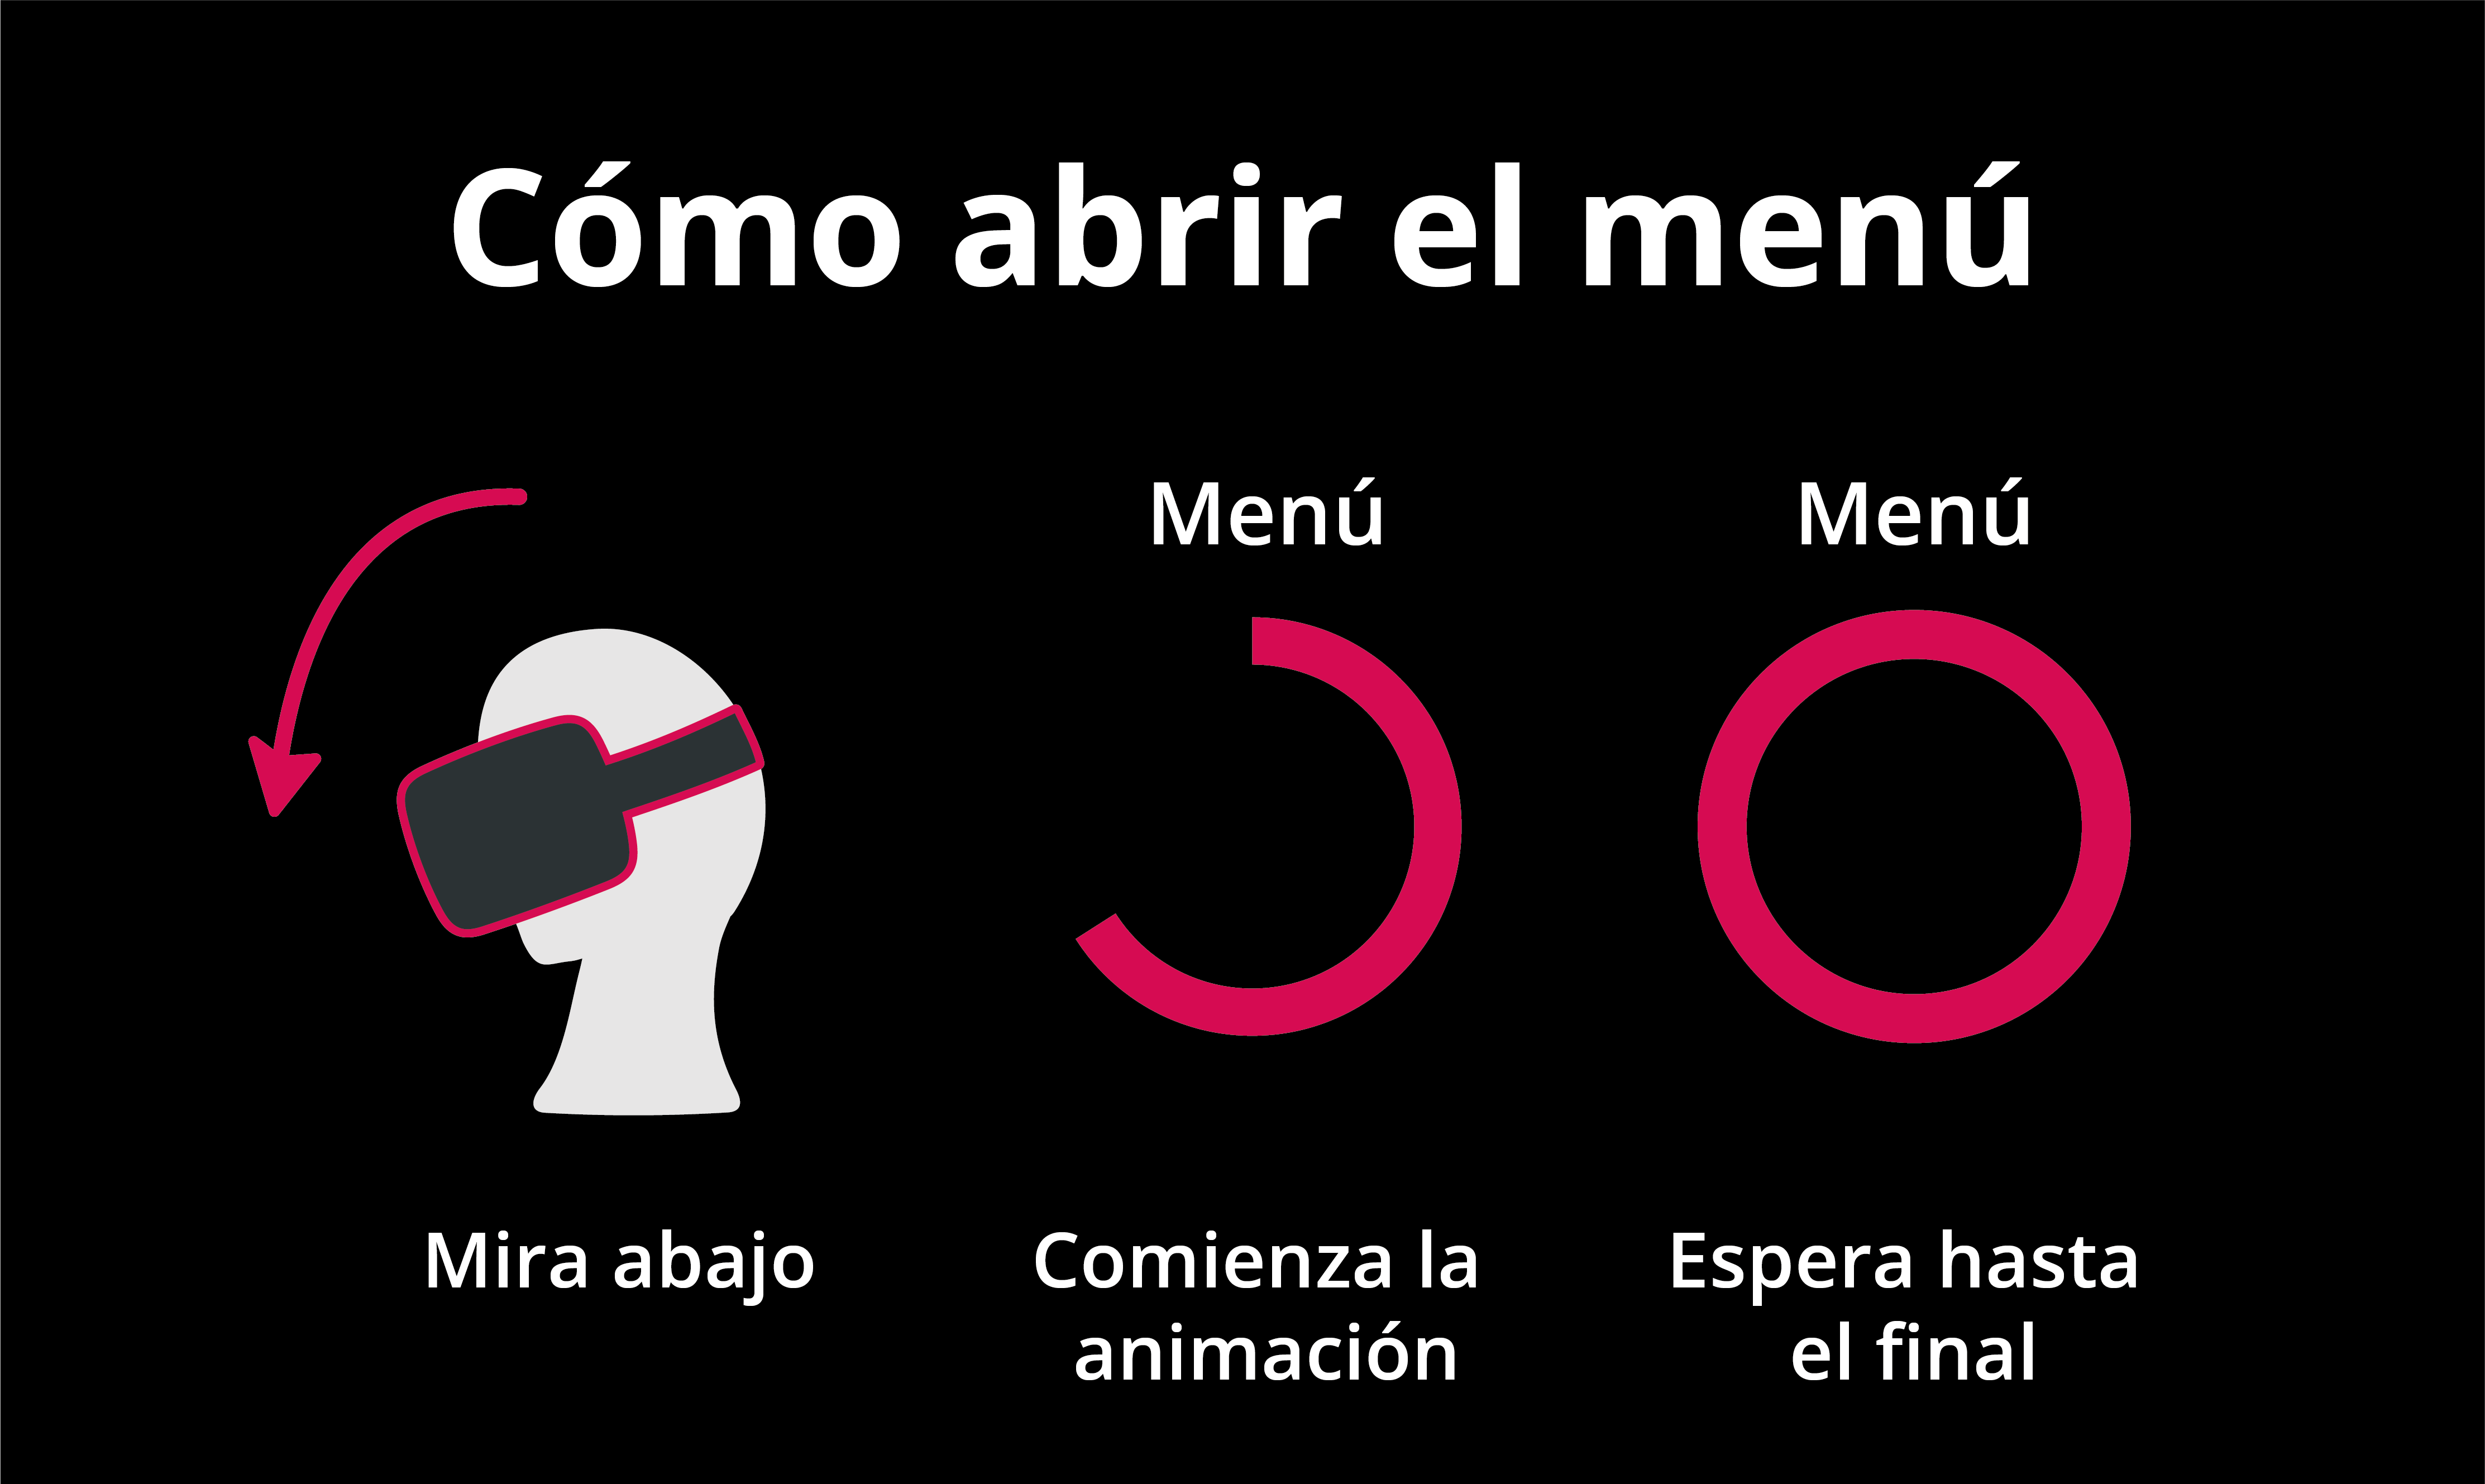 Cómo abrir el menú
Menú
Menú
Mira abajo
Comienza la
animación
Espera hasta
el final